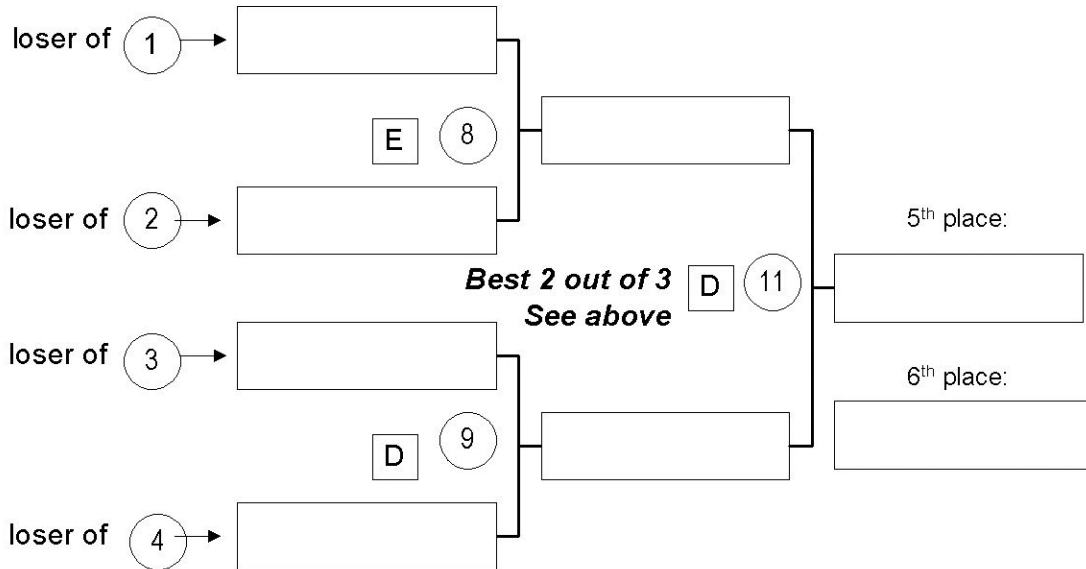 loser of 1
E 8
loser of 2
5th place:
Best 2 out of 3 D 11
See above
loser of 3
6th place:
D 9
loser of 4